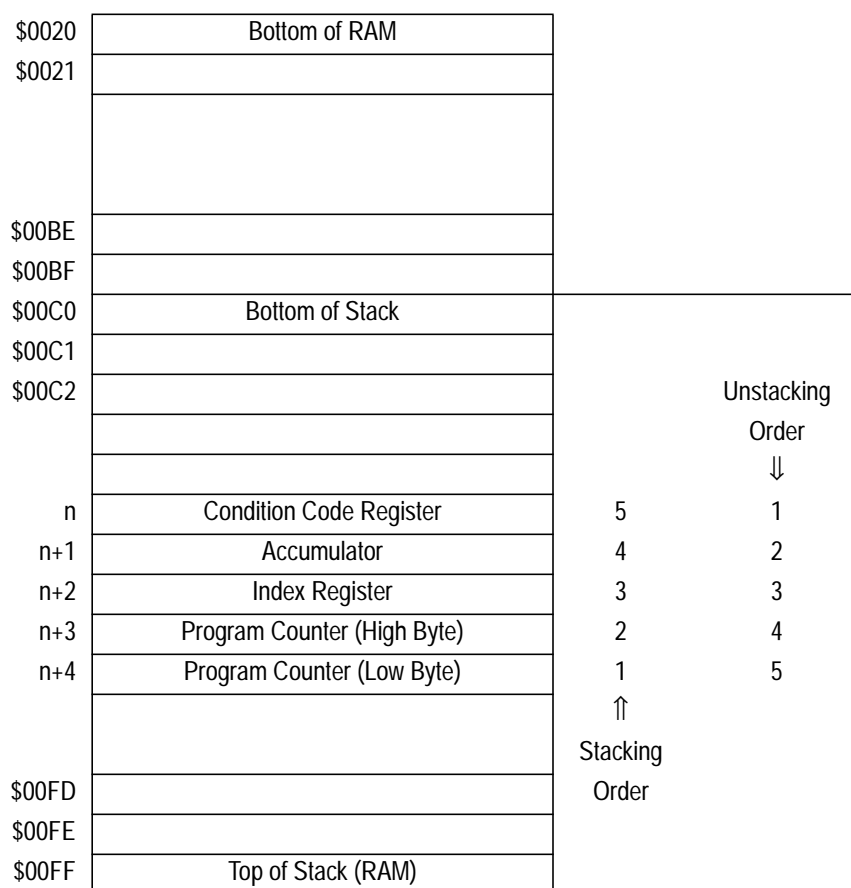 $0020 Bottom of RAM
$0021
$00BE
$00BF
$00C0 Bottom of Stack
$00C1
$00C2 Unstacking
Order
⇓
n Condition Code Register 5 1
n+1 Accumulator 4 2
n+2 Index Register 3 3
n+3 Program Counter (High Byte) 2 4
n+4 Program Counter (Low Byte) 1 5
⇑
Stacking
$00FD Order
$00FE
$00FF Top of Stack (RAM)